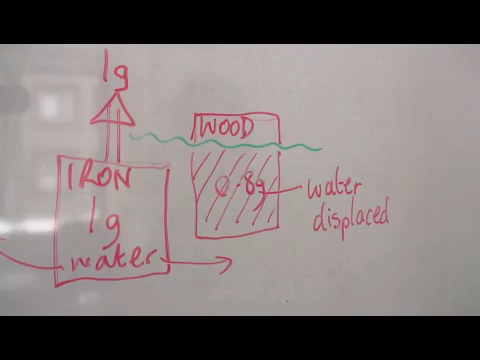 1g
WOOD
IRON
0.8g
water
displaced
1g
water